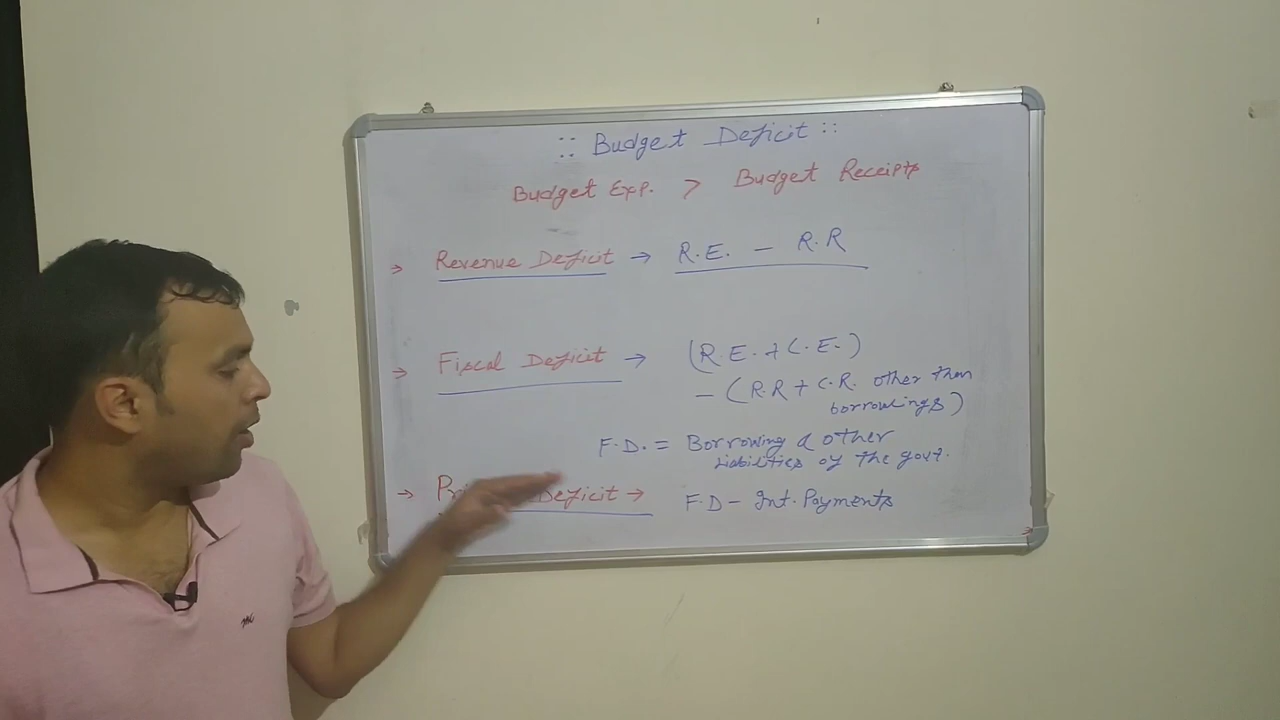 :: Budget Deficit ::
Budget Exp. > Budget Receipts
→ Revenue Deficit → R.E. – R.R
→ Fiscal Deficit → (R.E. + C.E.)
– (R.R + C.R. other than
borrowings)
F.D. = Borrowing & other
Liabilities of the govt.
→ Deficit → F.D – Int. Payments